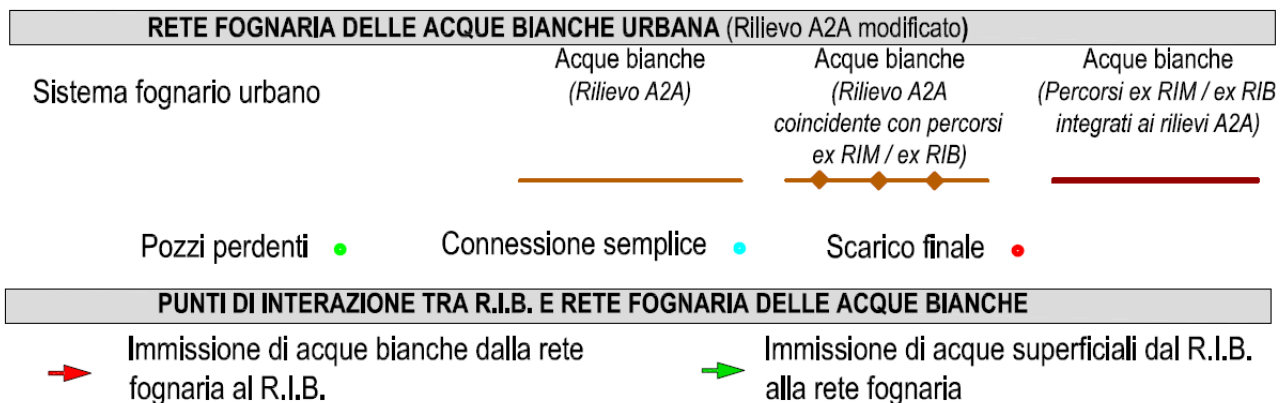 RETE FOGNARIA DELLE ACQUE BIANCHE URBANA (Rilievo A2A modificato)
Sistema fognario urbano
Acque bianche
(Rilievo A2A)
Acque bianche
(Rilievo A2A
coincidente con percorsi
ex RIM / ex RIB)
Acque bianche
(Percorsi ex RIM / ex RIB
integrati ai rilievi A2A)
Pozzi perdenti
Connessione semplice
Scarico finale
PUNTI DI INTERAZIONE TRA R.I.B. E RETE FOGNARIA DELLE ACQUE BIANCHE
Immissione di acque bianche dalla rete
fognaria al R.I.B.
Immissione di acque superficiali dal R.I.B.
alla rete fognaria